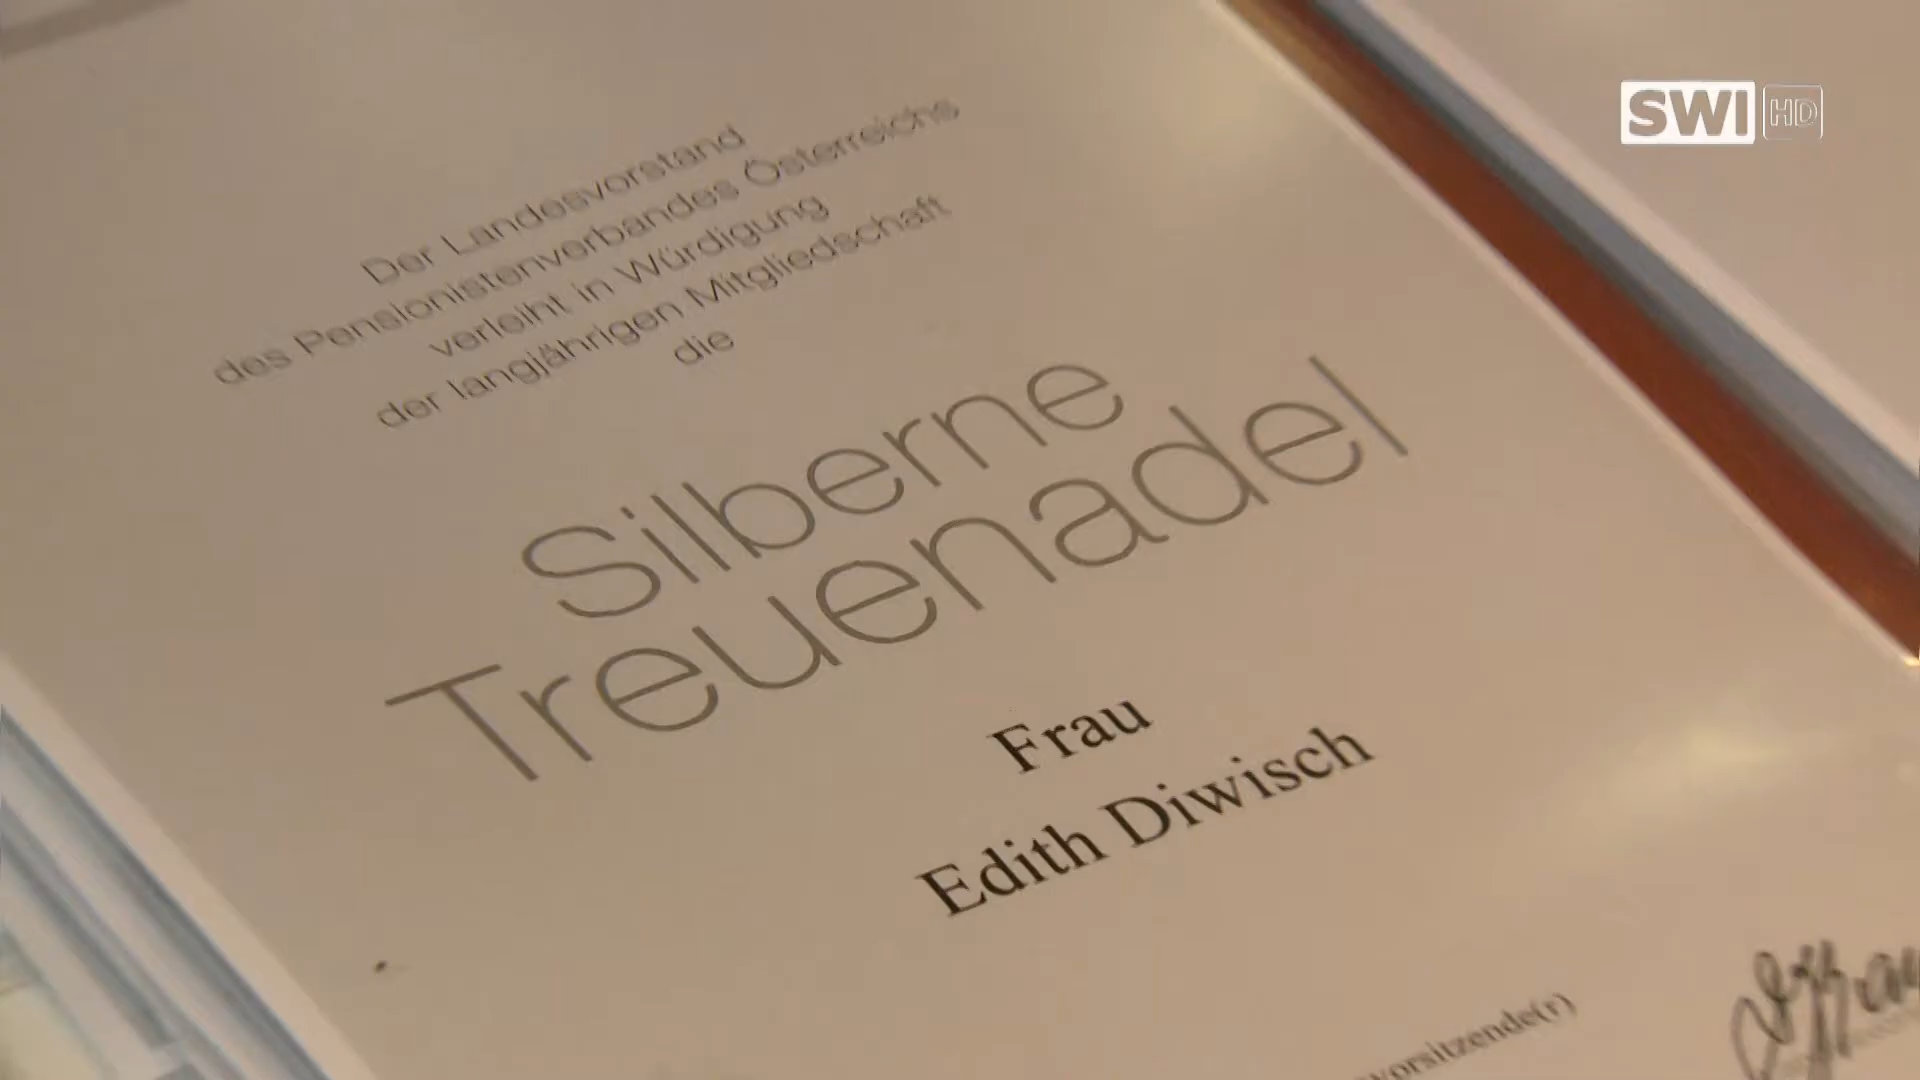 SWI HD
Der Landesvorstand
des Pensionistenverbandes Österreichs
verleiht in Würdigung
der langjährigen Mitgliedschaft
die
Silberne
Treuenadel
Frau
Edith Diwisch
vorsitzende(r)